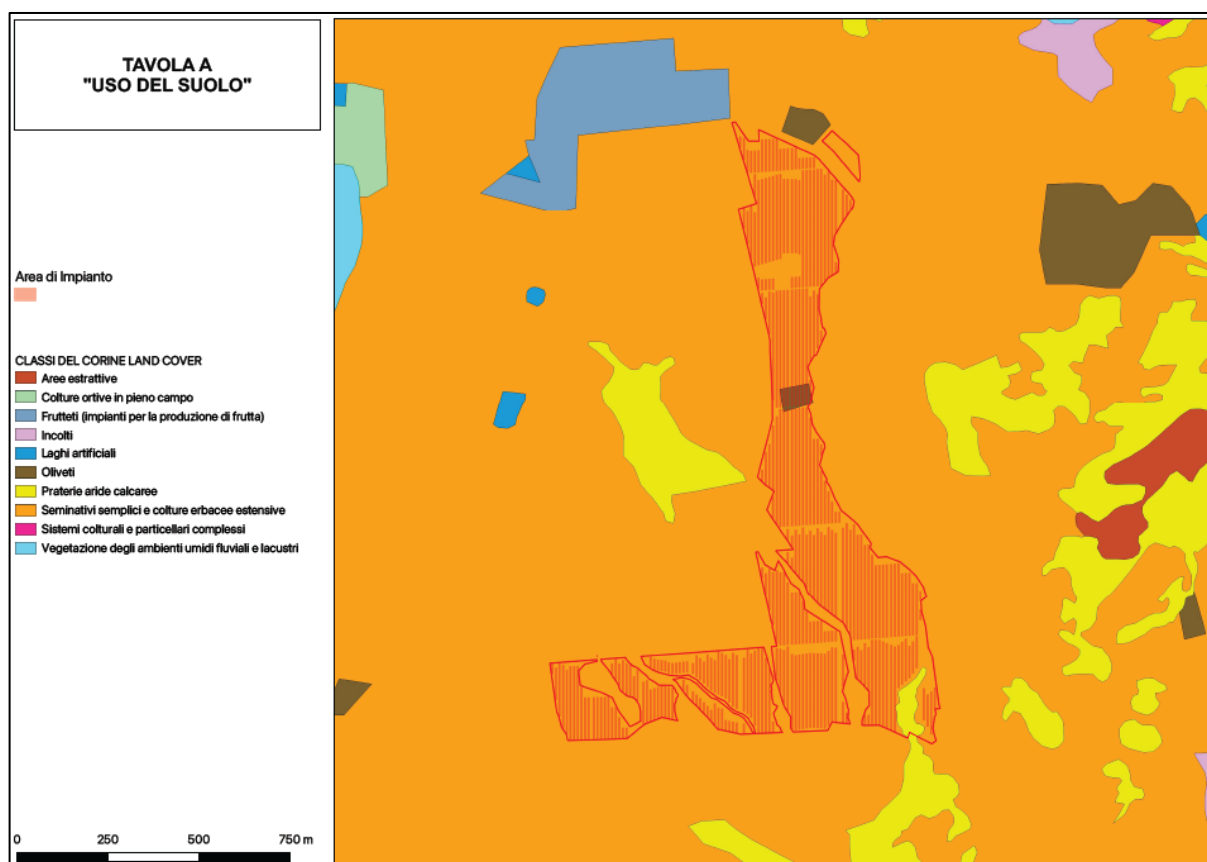 TAVOLA A
"USO DEL SUOLO"
Area di Impianto
CLASSI DEL CORINE LAND COVER
Aree estrattive
Colture ortive in pieno campo
Frutteti (impianti per la produzione di frutta)
Incolti
Laghi artificiali
Oliveti
Praterie aride calcaree
Seminativi semplici e colture erbacee estensive
Sistemi colturali e particellari complessi
Vegetazione degli ambienti umidi fluviali e lacustri
0 250 500 750 m